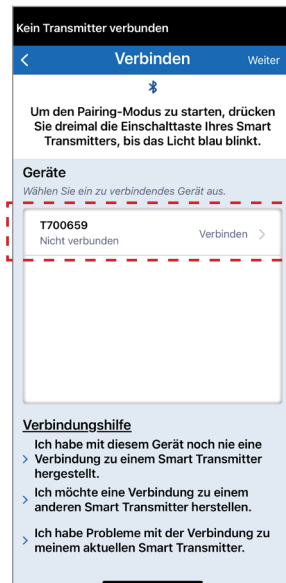 Kein Transmitter verbunden
Verbinden
Weiter
Um den Pairing-Modus zu starten, drücken
Sie dreimal die Einschalttaste Ihres Smart
Transmitters, bis das Licht blau blinkt.
Geräte
Wählen Sie ein zu verbindendes Gerät aus.
T700659
Nicht verbunden
Verbinden
Verbindungshilfe
Ich habe mit diesem Gerät noch nie eine
Verbindung zu einem Smart Transmitter
hergestellt.
Ich möchte eine Verbindung zu einem
anderen Smart Transmitter herstellen.
Ich habe Probleme mit der Verbindung zu
meinem aktuellen Smart Transmitter.